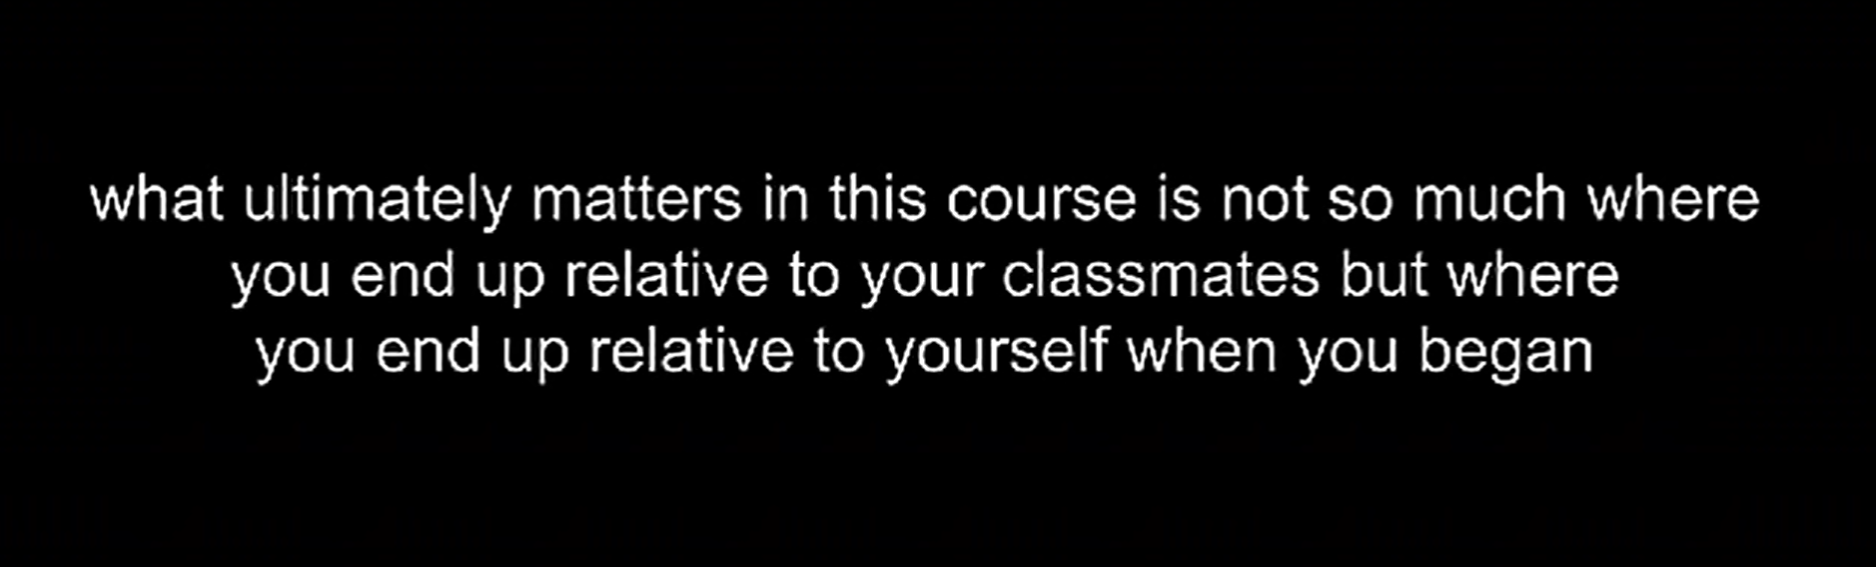 what ultimately matters in this course is not so much where
you end up relative to your classmates but where
you end up relative to yourself when you began